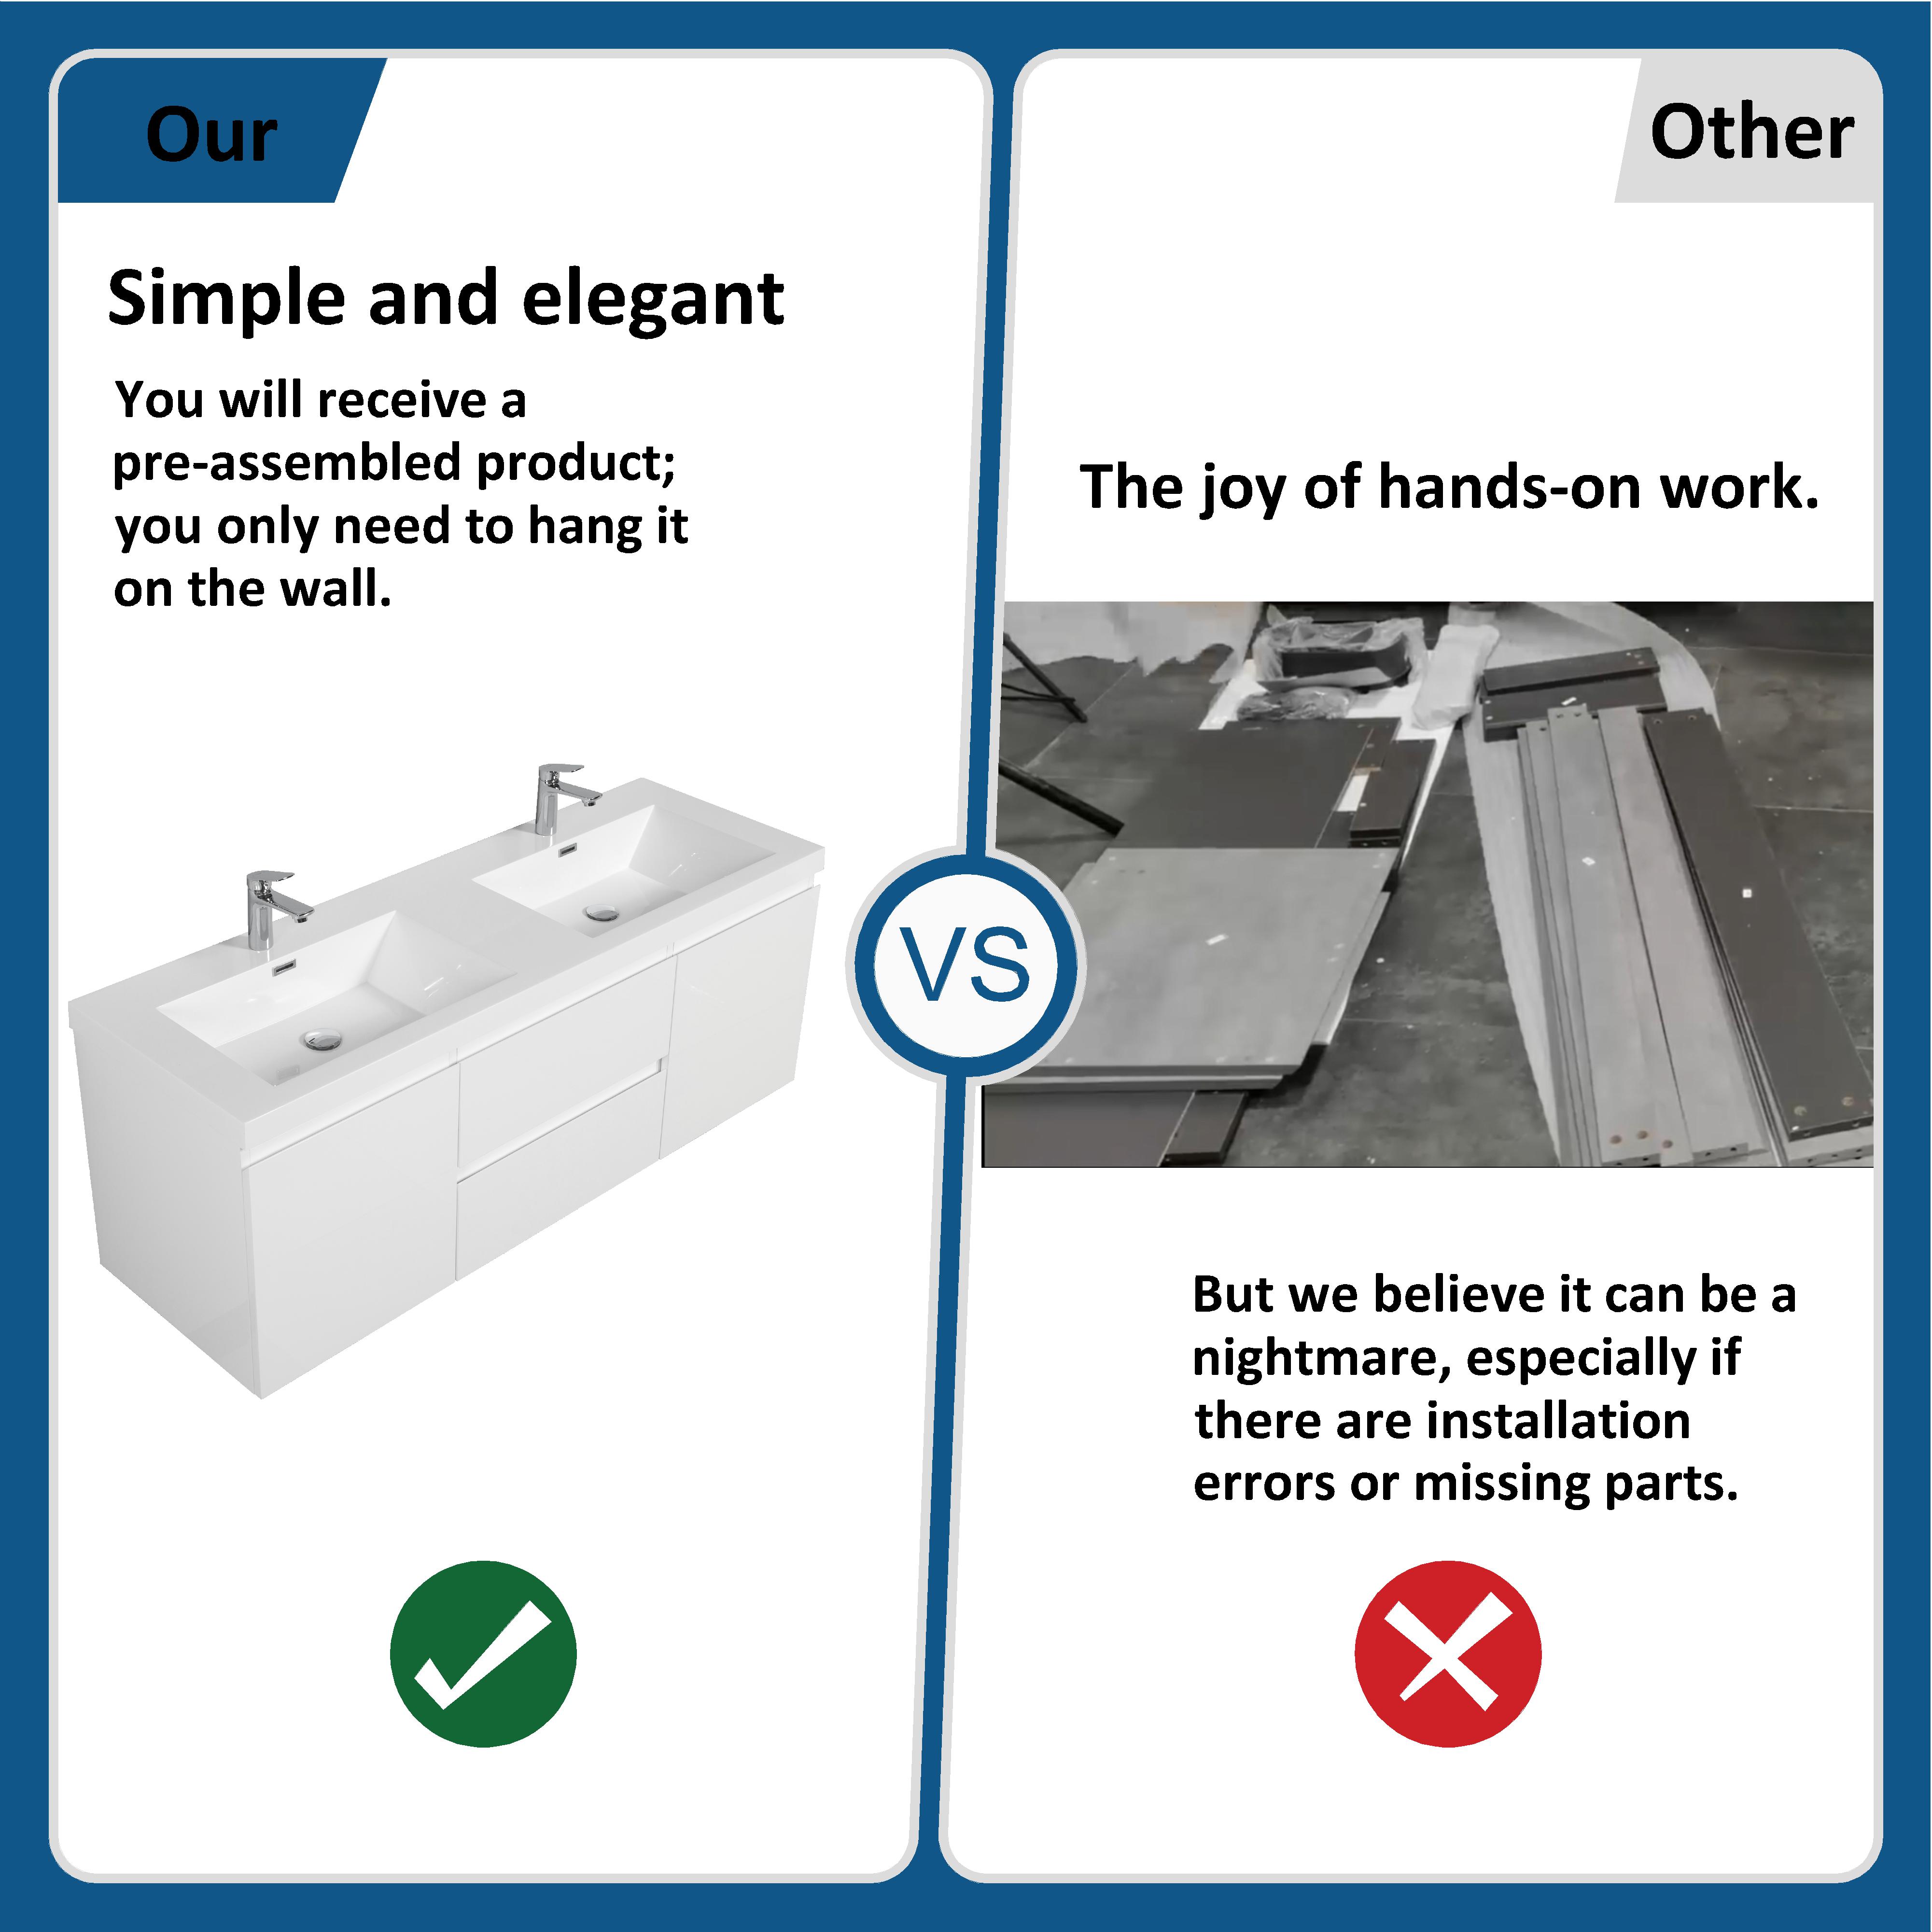 Our
Simple and elegant
You will receive a
pre-assembled product;
you only need to hang it
on the wall.
VS
Other
The joy of hands-on work.
But we believe it can be a
nightmare, especially if
there are installation
errors or missing parts.